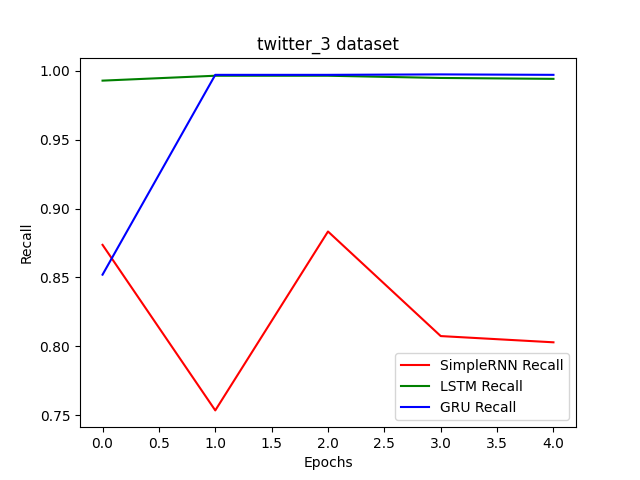 twitter_3 dataset
Recall
1.00
0.95
0.90
0.85
0.80
0.75
SimpleRNN Recall
LSTM Recall
GRU Recall
0.0 0.5 1.0 1.5 2.0 2.5 3.0 3.5 4.0
Epochs